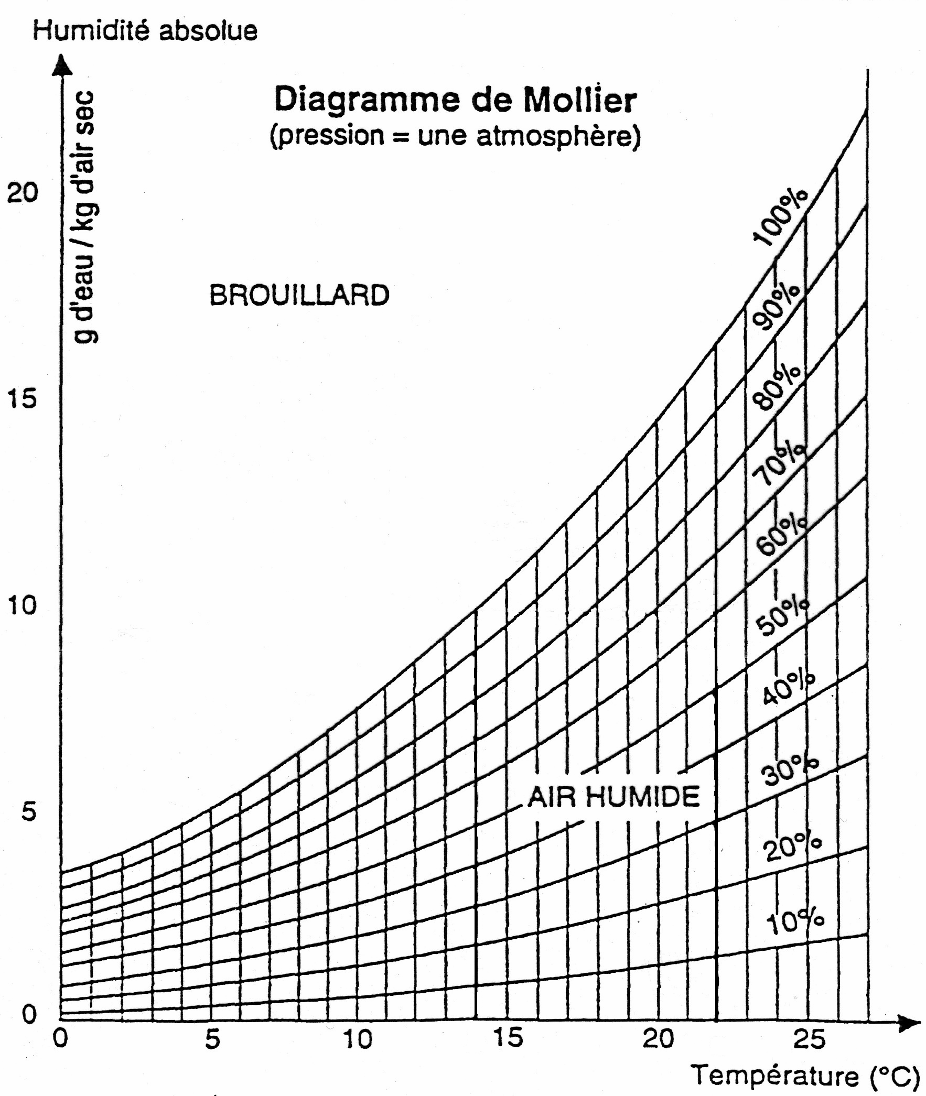 Humidité absolue
g d'eau / kg d'air sec
Diagramme de Mollier
(pression = une atmosphère)
BROUILLARD
AIR HUMIDE
100%
90%
80%
70%
60%
50%
40%
30%
20%
10%
20
15
10
5
0
0 5 10 15 20 25
Température (°C)